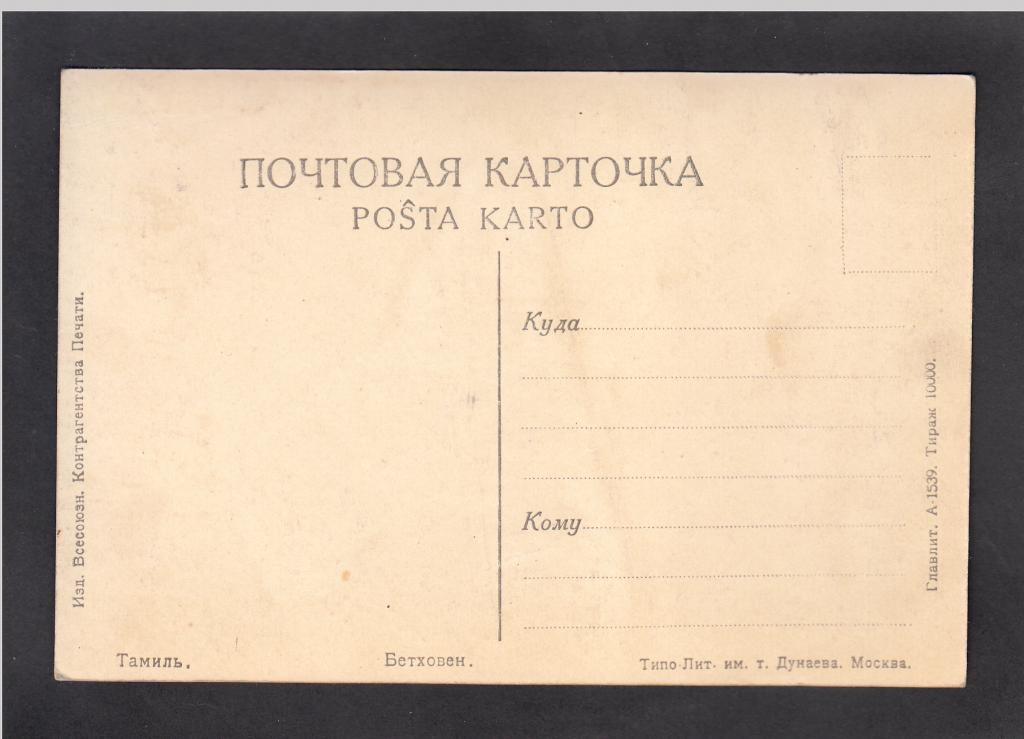 ПОЧТОВАЯ КАРТОЧКА
POŜTA KARTO
Изд. Всесоюзн. Контрагентства Печати.
Куда
Кому
Главлит. А-1539. Тираж 10000.
Тамиль.
Бетховен.
Типо-Лит. им. т. Дунаева. Москва.